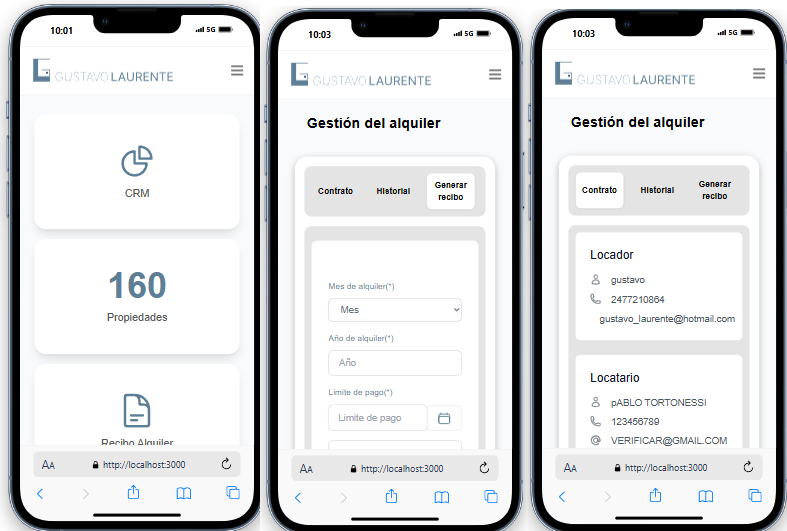 10:01
5G
GUSTAVO LAURENTE
CRM
160
Propiedades
Recibo Alquiler
AA
http://localhost:3000
10:03
5G
GUSTAVO LAURENTE
Gestión del alquiler
Contrato
Historial
Generar
recibo
Mes de alquiler(*)
Mes
Año de alquiler(*)
Año
Limite de pago(*)
Limite de pago
AA
http://localhost:3000
10:03
5G
GUSTAVO LAURENTE
Gestión del alquiler
Contrato
Historial
Generar
recibo
Locador
gustavo
2477210864
gustavo_laurente@hotmail.com
Locatario
pABLO TORTONESSI
123456789
@ VERIFICAR@GMAIL.COM
AA
http://localhost:3000